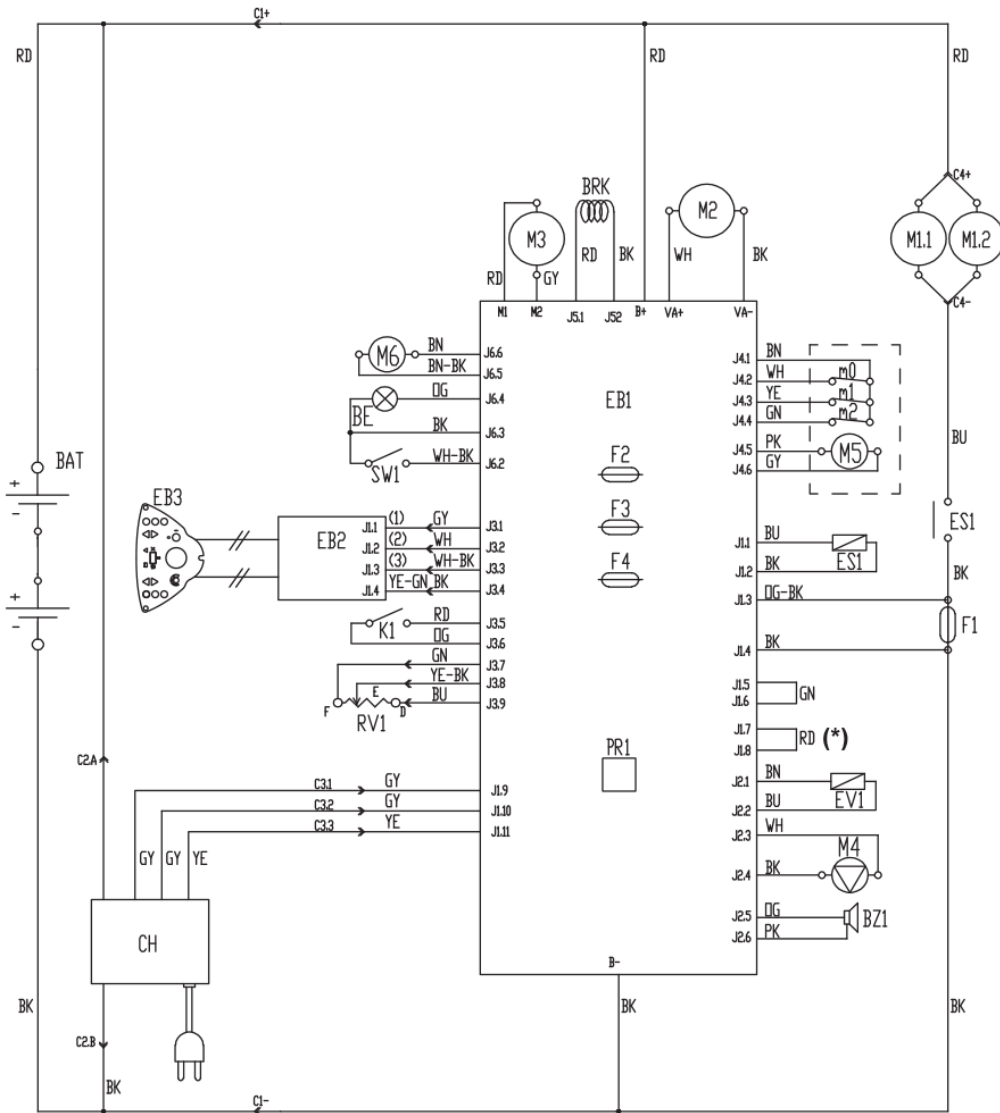 C1+
RD
RD
RD
C4+
BRK
M2
M3
M1.1
M1.2
RD
BK
WH
BK
RD
GY
C4-
M1
M2
J5.1
J52
B+
VA+
VA-
M6
BN
J6.6
BN-BK
J6.5
OG
J6.4
BE
BK
J6.3
WH-BK
J6.2
SW1
EB1
J4.1
BN
J4.2
WH
m0
J4.3
YE
m1
J4.4
GN
m2
J4.5
PK
M5
J4.6
GY
BU
BAT
+
-
+
-
EB3
EB2
J1.1
(1)
GY
J3.1
J1.2
(2)
WH
J3.2
J1.3
(3)
WH-BK
J3.3
J1.4
YE-GN BK
J3.4
RD
J3.5
K1
OG
J3.6
GN
J3.7
YE-BK
J3.8
BU
J3.9
F
E
D
RV1
F2
F3
F4
J1.1
BU
J1.2
BK
ES1
ES1
BK
J1.3
OG-BK
F1
J1.4
BK
J1.5
J1.6
GN
J1.7
J1.8
RD (*)
PR1
J2.1
BN
EV1
J2.2
BU
J2.3
WH
M4
J2.4
BK
J2.5
OG
BZ1
J2.6
PK
C2.A
C3.1
GY
J1.9
C3.2
GY
J1.10
C3.3
YE
J1.11
GY
GY
YE
CH
B-
BK
BK
BK
C2.B
BK
C1-